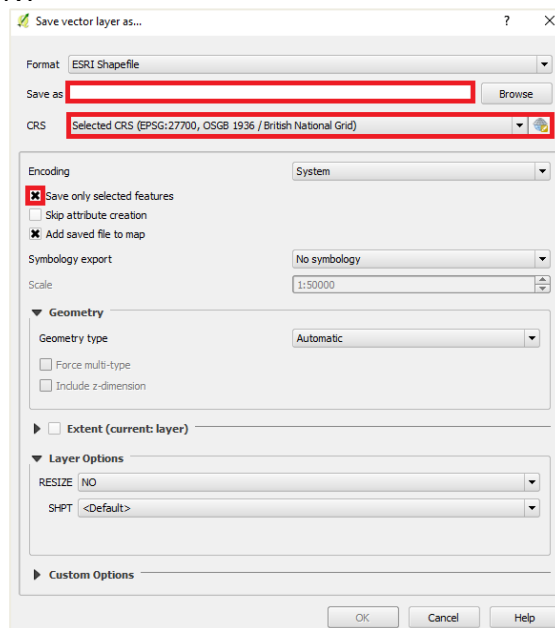 Save vector layer as... ?
Format ESRI Shapefile
Save as Browse
CRS Selected CRS (EPSG:27700, OSGB 1936 / British National Grid)
Encoding System
Save only selected features
Skip attribute creation
Add saved file to map
Symbology export No symbology
Scale 1:50000
Geometry
Geometry type Automatic
Force multi-type
Include z-dimension
Extent (current: layer)
Layer Options
RESIZE NO
SHPT <Default>
Custom Options
OK Cancel Help